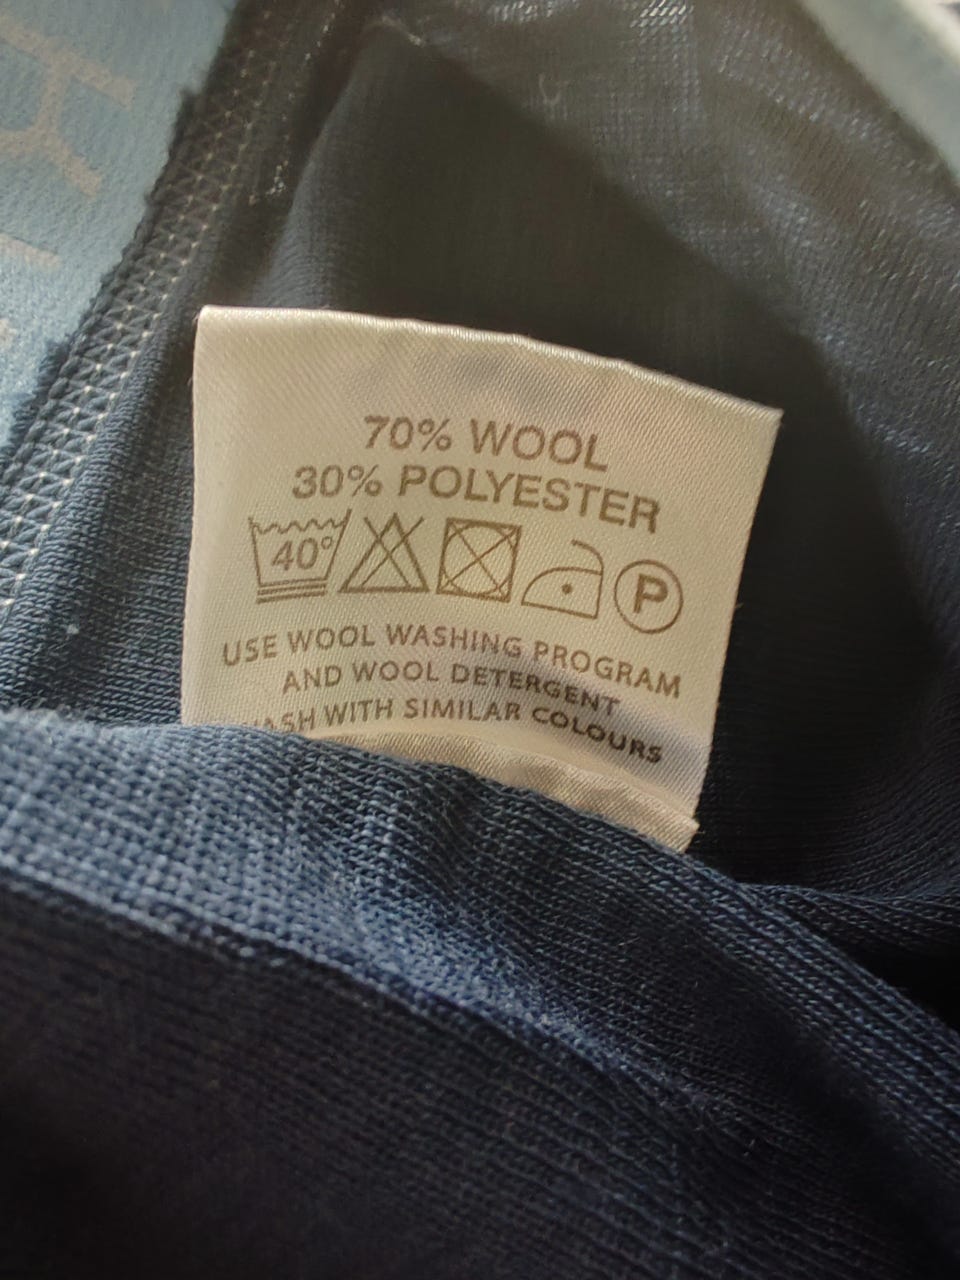 70% WOOL
30% POLYESTER
40° P
USE WOOL WASHING PROGRAM
AND WOOL DETERGENT
WASH WITH SIMILAR COLOURS